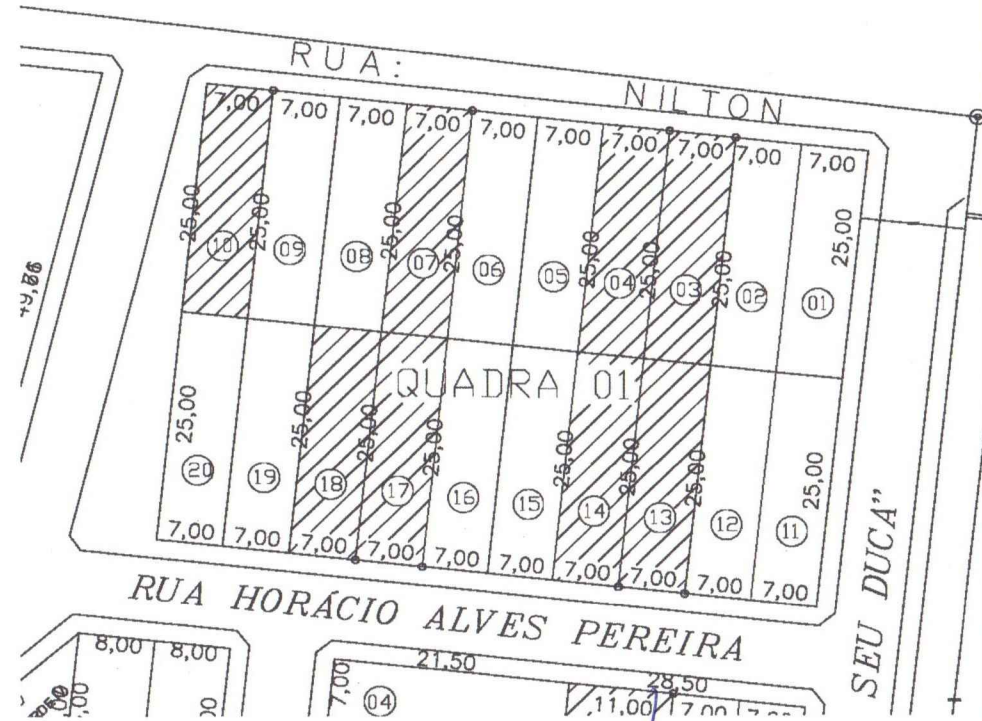 RUA: NILTON
7,00 7,00 7,00 7,00 7,00 7,00 7,00 7,00 7,00 7,00
25,00 25,00 25,00 25,00 25,00 25,00 25,00 25,00
10 09 08 07 06 05 04 03 02 01
QUADRA 01
25,00 25,00 25,00 25,00 25,00 25,00 25,00 25,00
20 19 18 17 16 15 14 13 12 11
7,00 7,00 7,00 7,00 7,00 7,00 7,00 7,00 7,00 7,00
RUA HORÁCIO ALVES PEREIRA
SEU DUCA"
8,00 8,00
21,50
28,50
7,00
04
11,00 7,00